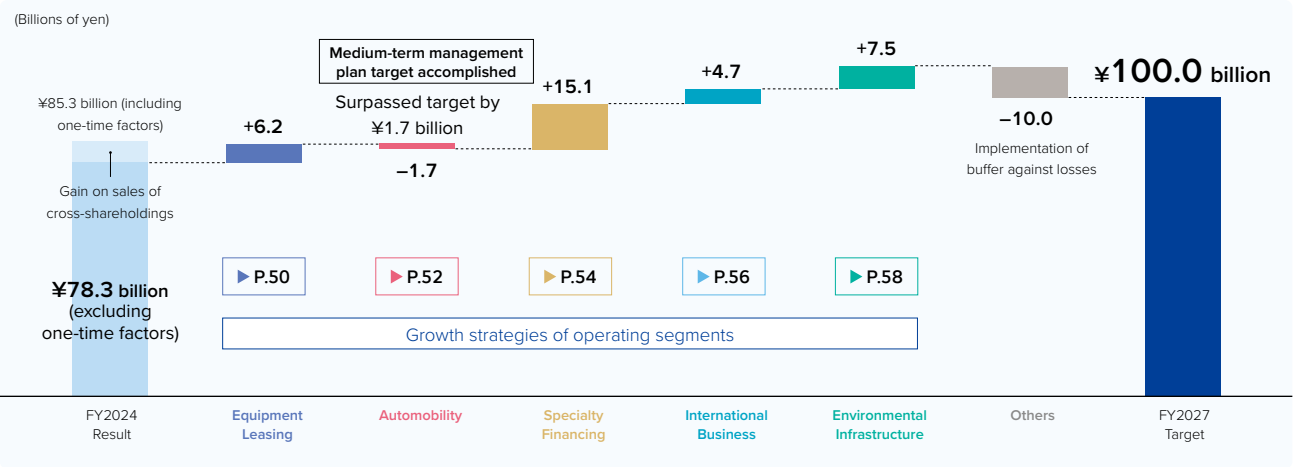 (Billions of yen)
¥85.3 billion (including
one-time factors)
Gain on sales of
cross-shareholdings
¥78.3 billion
(excluding
one-time factors)
+6.2
Medium-term management
plan target accomplished
Surpassed target by
¥1.7 billion
–1.7
+15.1
+4.7
+7.5
–10.0
Implementation of
buffer against losses
¥100.0 billion
P.50
P.52
P.54
P.56
P.58
Growth strategies of operating segments
FY2024
Result
Equipment
Leasing
Automobility
Specialty
Financing
International
Business
Environmental
Infrastructure
Others
FY2027
Target